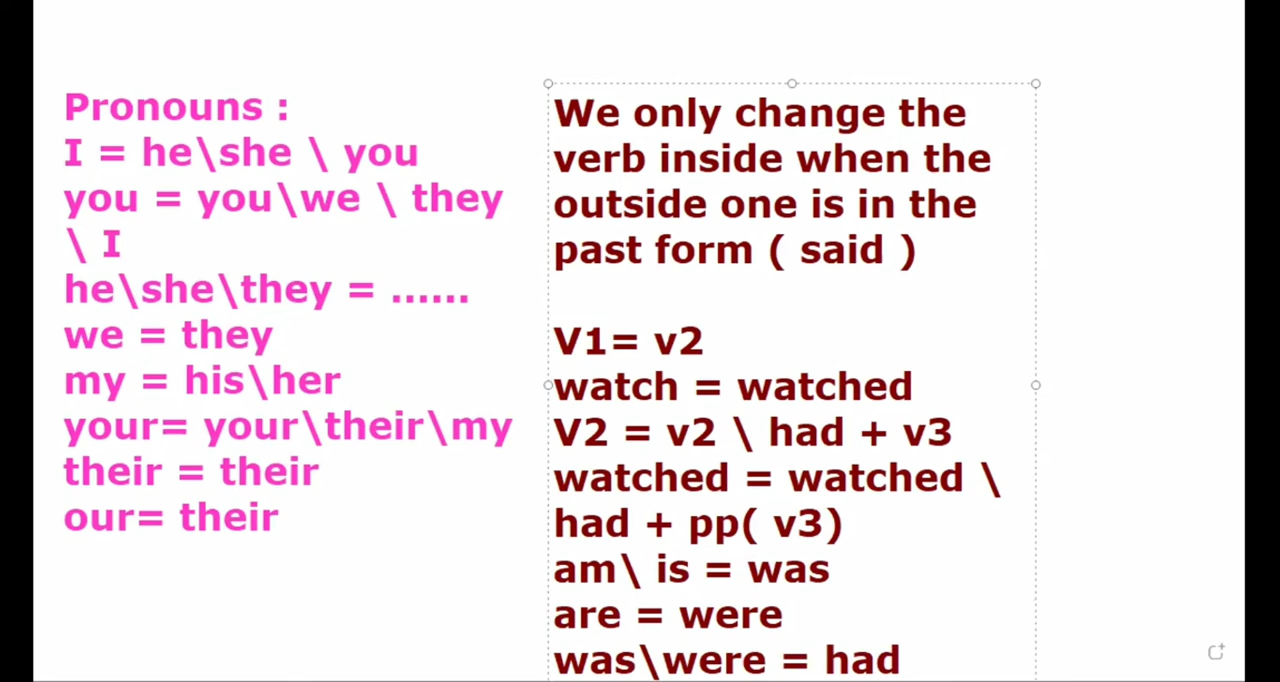 Pronouns :
I = he\she \ you
you = you\we \ they
\ I
he\she\they = ......
we = they
my = his\her
your= your\their\my
their = their
our= their
We only change the
verb inside when the
outside one is in the
past form ( said )
V1= v2
watch = watched
V2 = v2 \ had + v3
watched = watched \
had + pp( v3)
am\ is = was
are = were
was\were = had